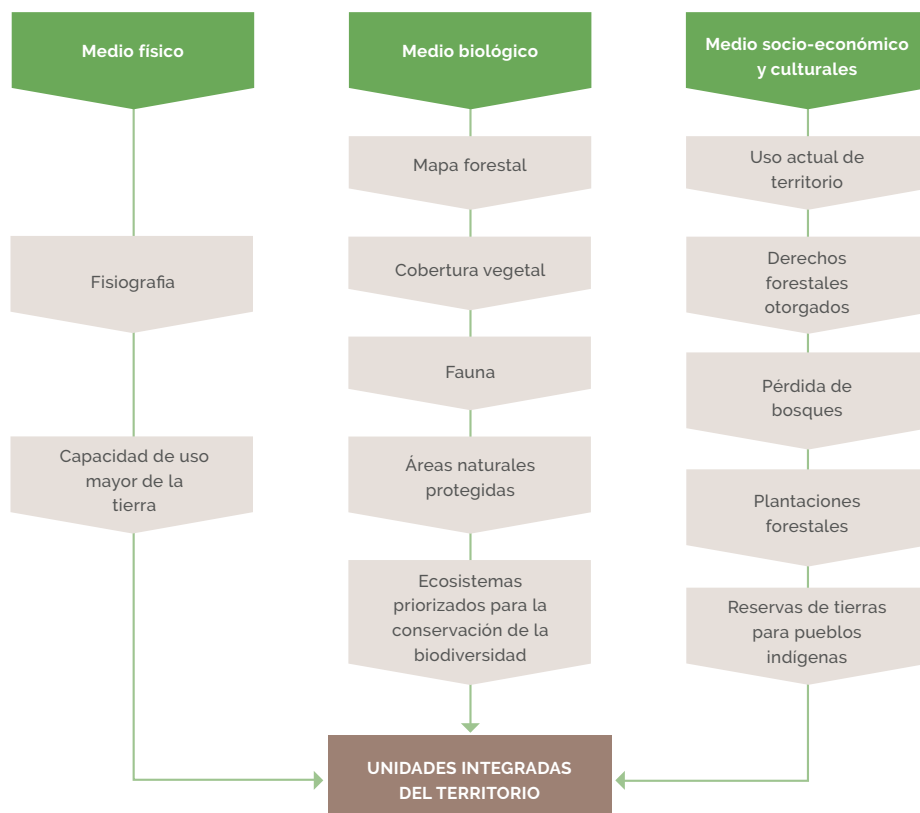 Medio físico
Fisiografia
Capacidad de uso
mayor de la
tierra
Medio biológico
Mapa forestal
Cobertura vegetal
Fauna
Áreas naturales
protegidas
Ecosistemas
priorizados para la
conservación de la
biodiversidad
Medio socio-económico
y culturales
Uso actual de
territorio
Derechos
forestales
otorgados
Pérdida de
bosques
Plantaciones
forestales
Reservas de tierras
para pueblos
indígenas
UNIDADES INTEGRADAS
DEL TERRITORIO